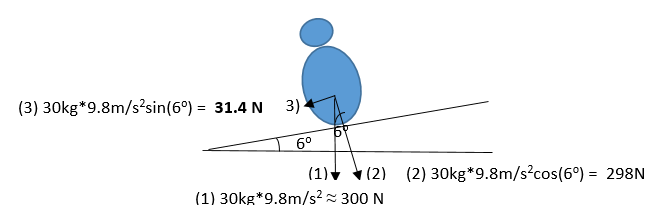 (3) 30kg*9.8m/s²sin(6°) = 31.4 N 3)
6°
6°
(1) (2) (2) 30kg*9.8m/s²cos(6°) = 298N
(1) 30kg*9.8m/s² ≈ 300 N